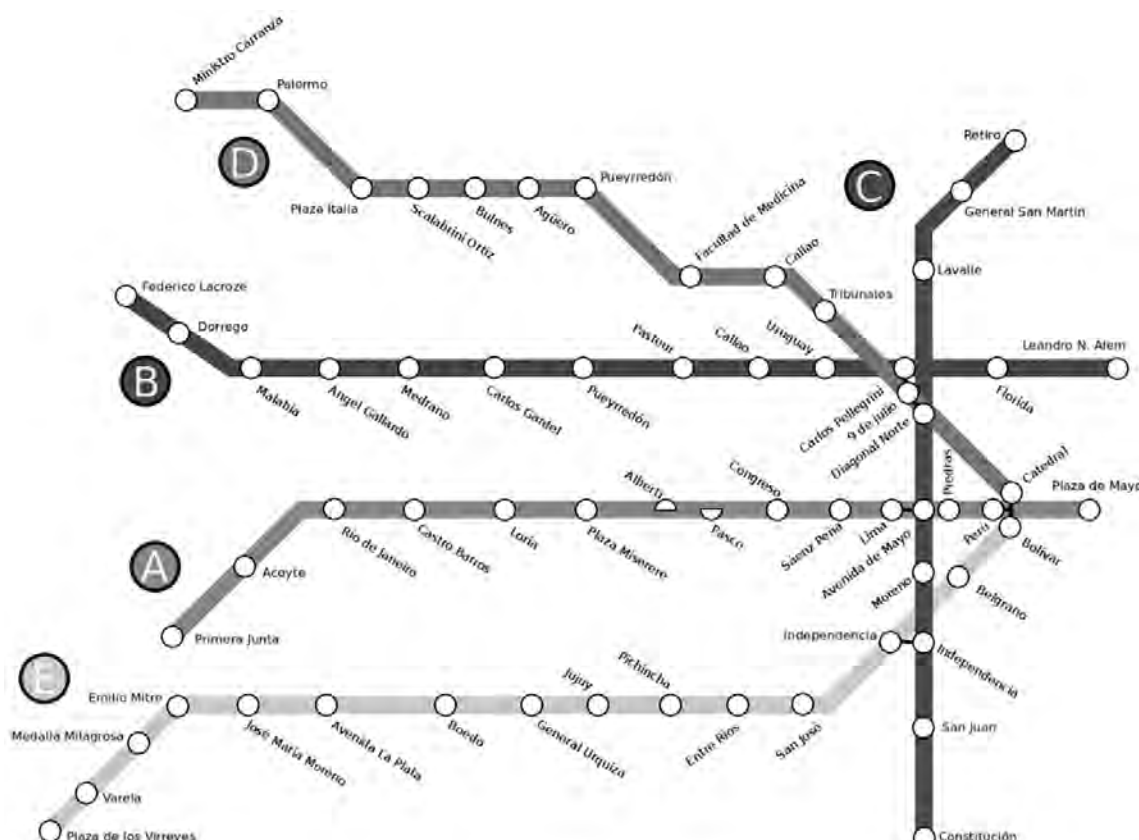 Ministro Carranza
Palermo
D
Plaza Italia
Scalabrini Ortiz
Bulnes
Agüero
Pueyrredón
Facultad de Medicina
Callao
Tribunales
C
Retiro
General San Martín
Lavalle
Federico Lacroze
Dorrego
B
Malabia
Angel Gallardo
Medrano
Carlos Gardel
Pueyrredón
Pasteur
Callao
Uruguay
Carlos Pellegrini
9 de julio
Diagonal Norte
Florida
Leandro N. Alem
Catedral
Plaza de Mayo
A
Primera Junta
Acoyte
Río de Janeiro
Castro Barros
Loria
Plaza Miserere
Alberti
Pasco
Congreso
Sáenz Peña
Lima
Avenida de Mayo
Piedras
Perú
Bolívar
Moreno
Belgrano
Independencia
Independencia
San Juan
Constitución
E
Emilio Mitre
Medalla Milagrosa
Varela
Plaza de los Virreyes
José María Moreno
Avenida La Plata
Boedo
General Urquiza
Jujuy
Pichincha
Entre Ríos
San José